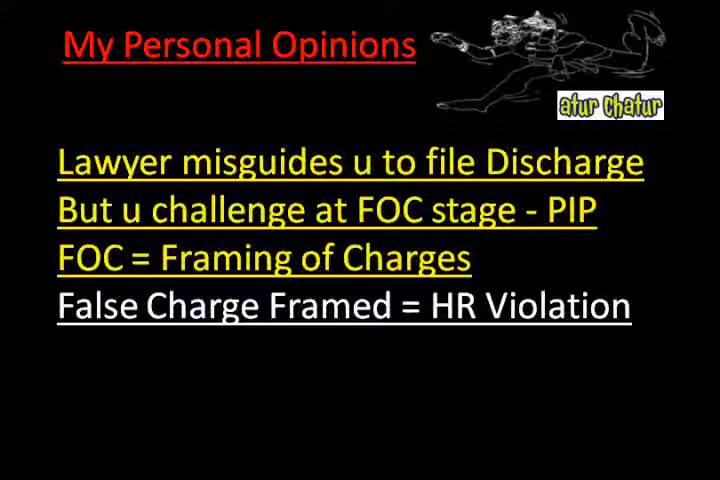 My Personal Opinions
atur chatur
Lawyer misguides u to file Discharge
But u challenge at FOC stage - PIP
FOC = Framing of Charges
False Charge Framed = HR Violation